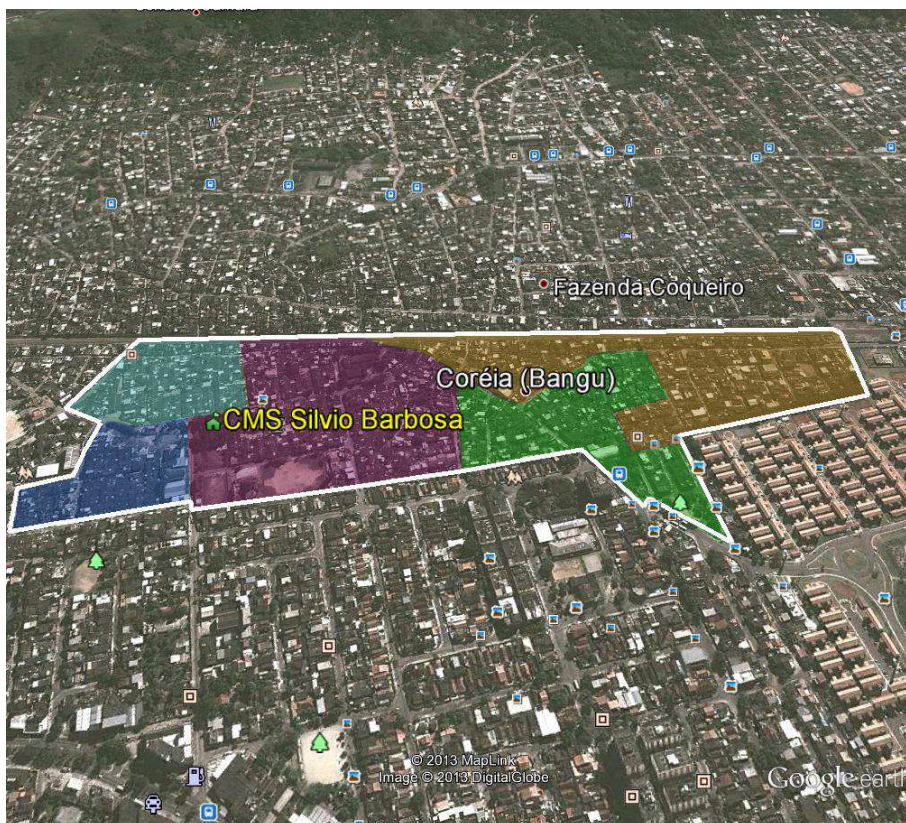 Fazenda Coqueiro
Coréia (Bangu)
CMS Silvio Barbosa
© 2013 MapLink
Image © 2013 DigitalGlobe
Google earth